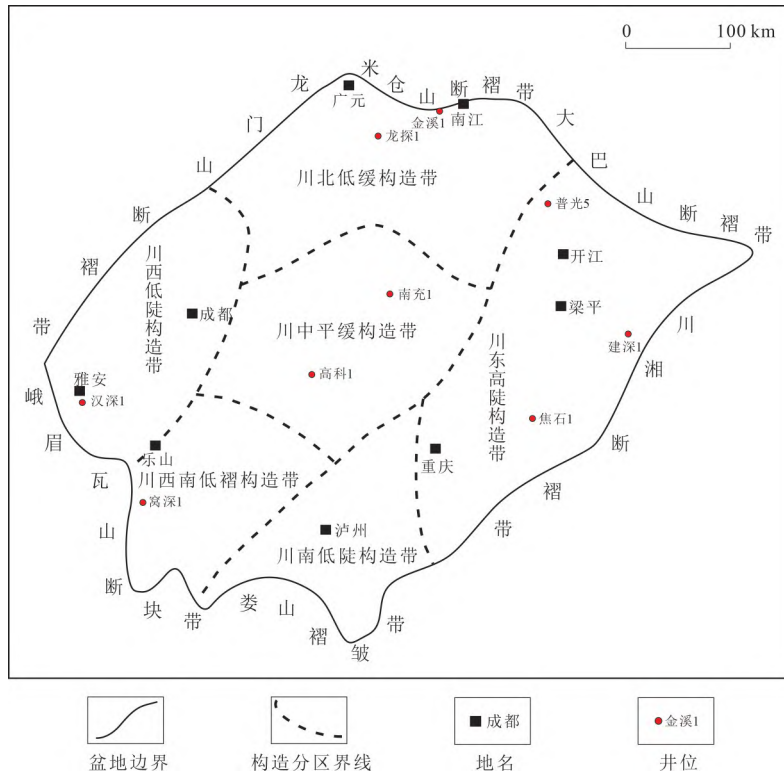 0
100 km
龙门山断褶带
米仓山断褶带
大巴山断褶带
广元
金溪1
南江
龙探1
川北低缓构造带
普光5
川西低陡构造带
开江
成都
南充1
梁平
川中平缓构造带
川东高陡构造带
建深1
川湘断褶带
高科1
雅安
汉深1
焦石1
峨眉瓦山断块带
乐山
重庆
川西南低褶构造带
窝深1
泸州
川南低陡构造带
娄山褶皱带
成都
金溪1
盆地边界
构造分区界线
地名
井位